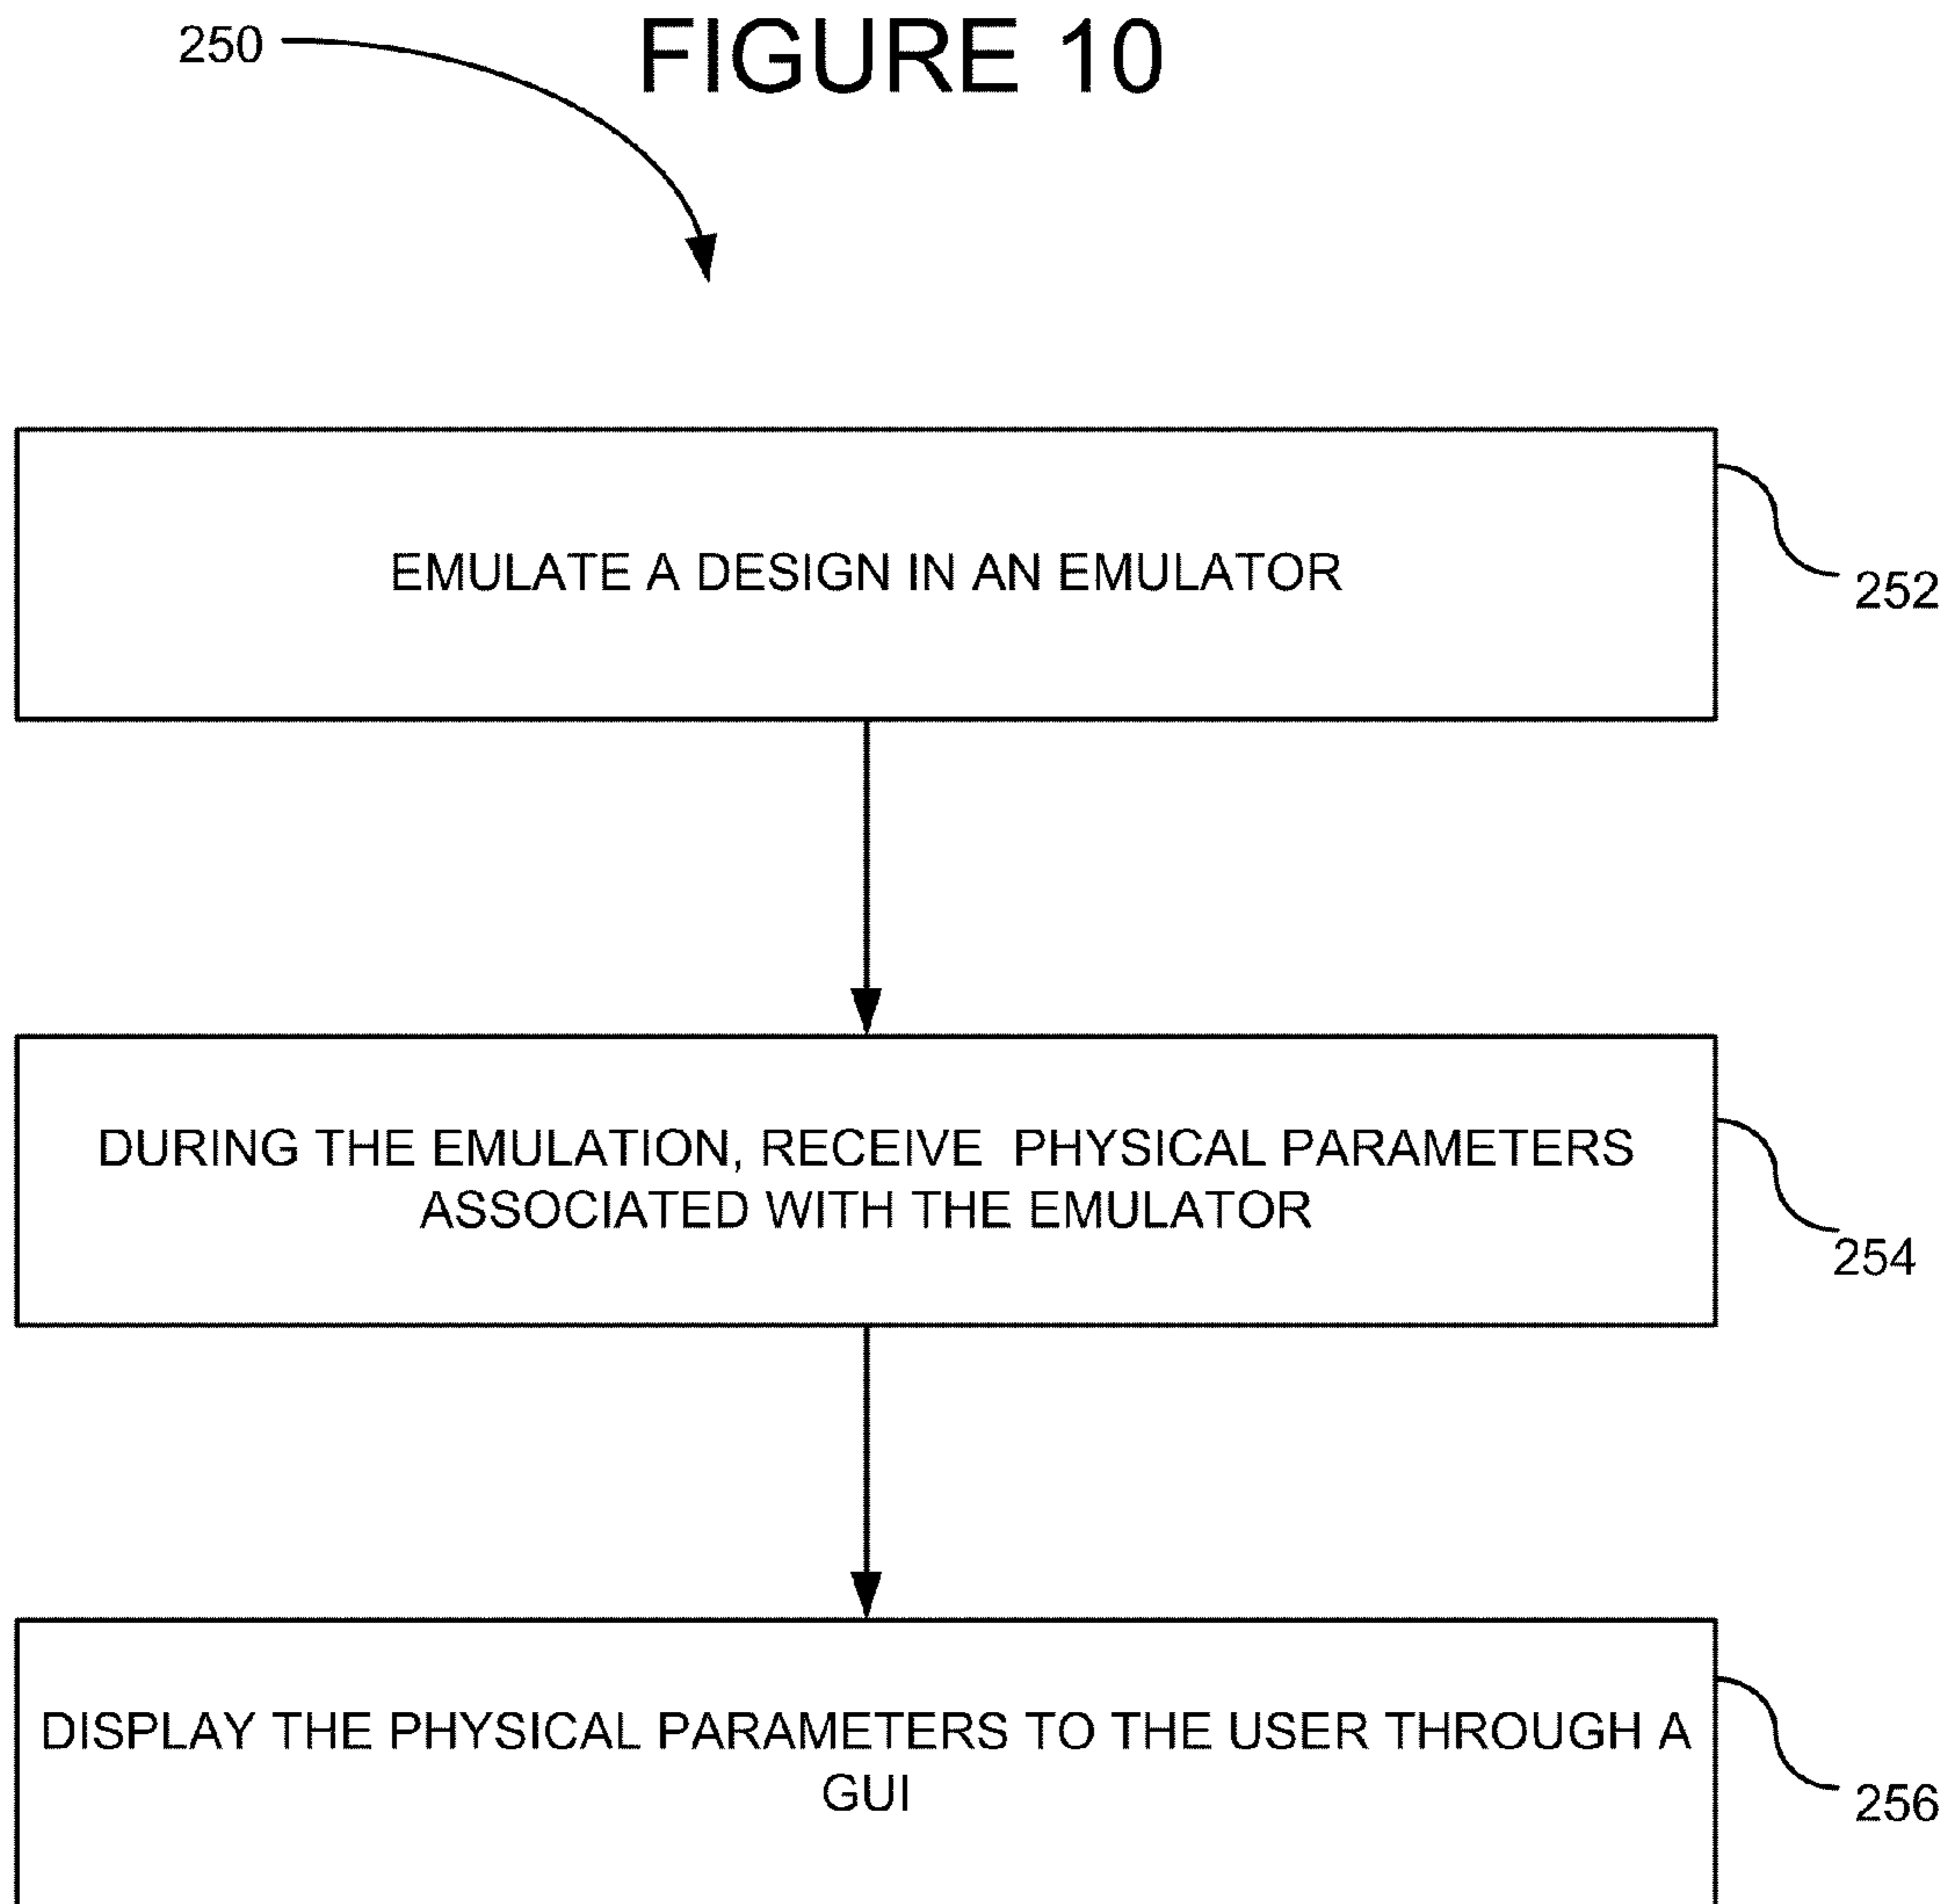 FIGURE 10
250
EMULATE A DESIGN IN AN EMULATOR
252
DURING THE EMULATION, RECEIVE PHYSICAL PARAMETERS
ASSOCIATED WITH THE EMULATOR
254
DISPLAY THE PHYSICAL PARAMETERS TO THE USER THROUGH A
GUI
256